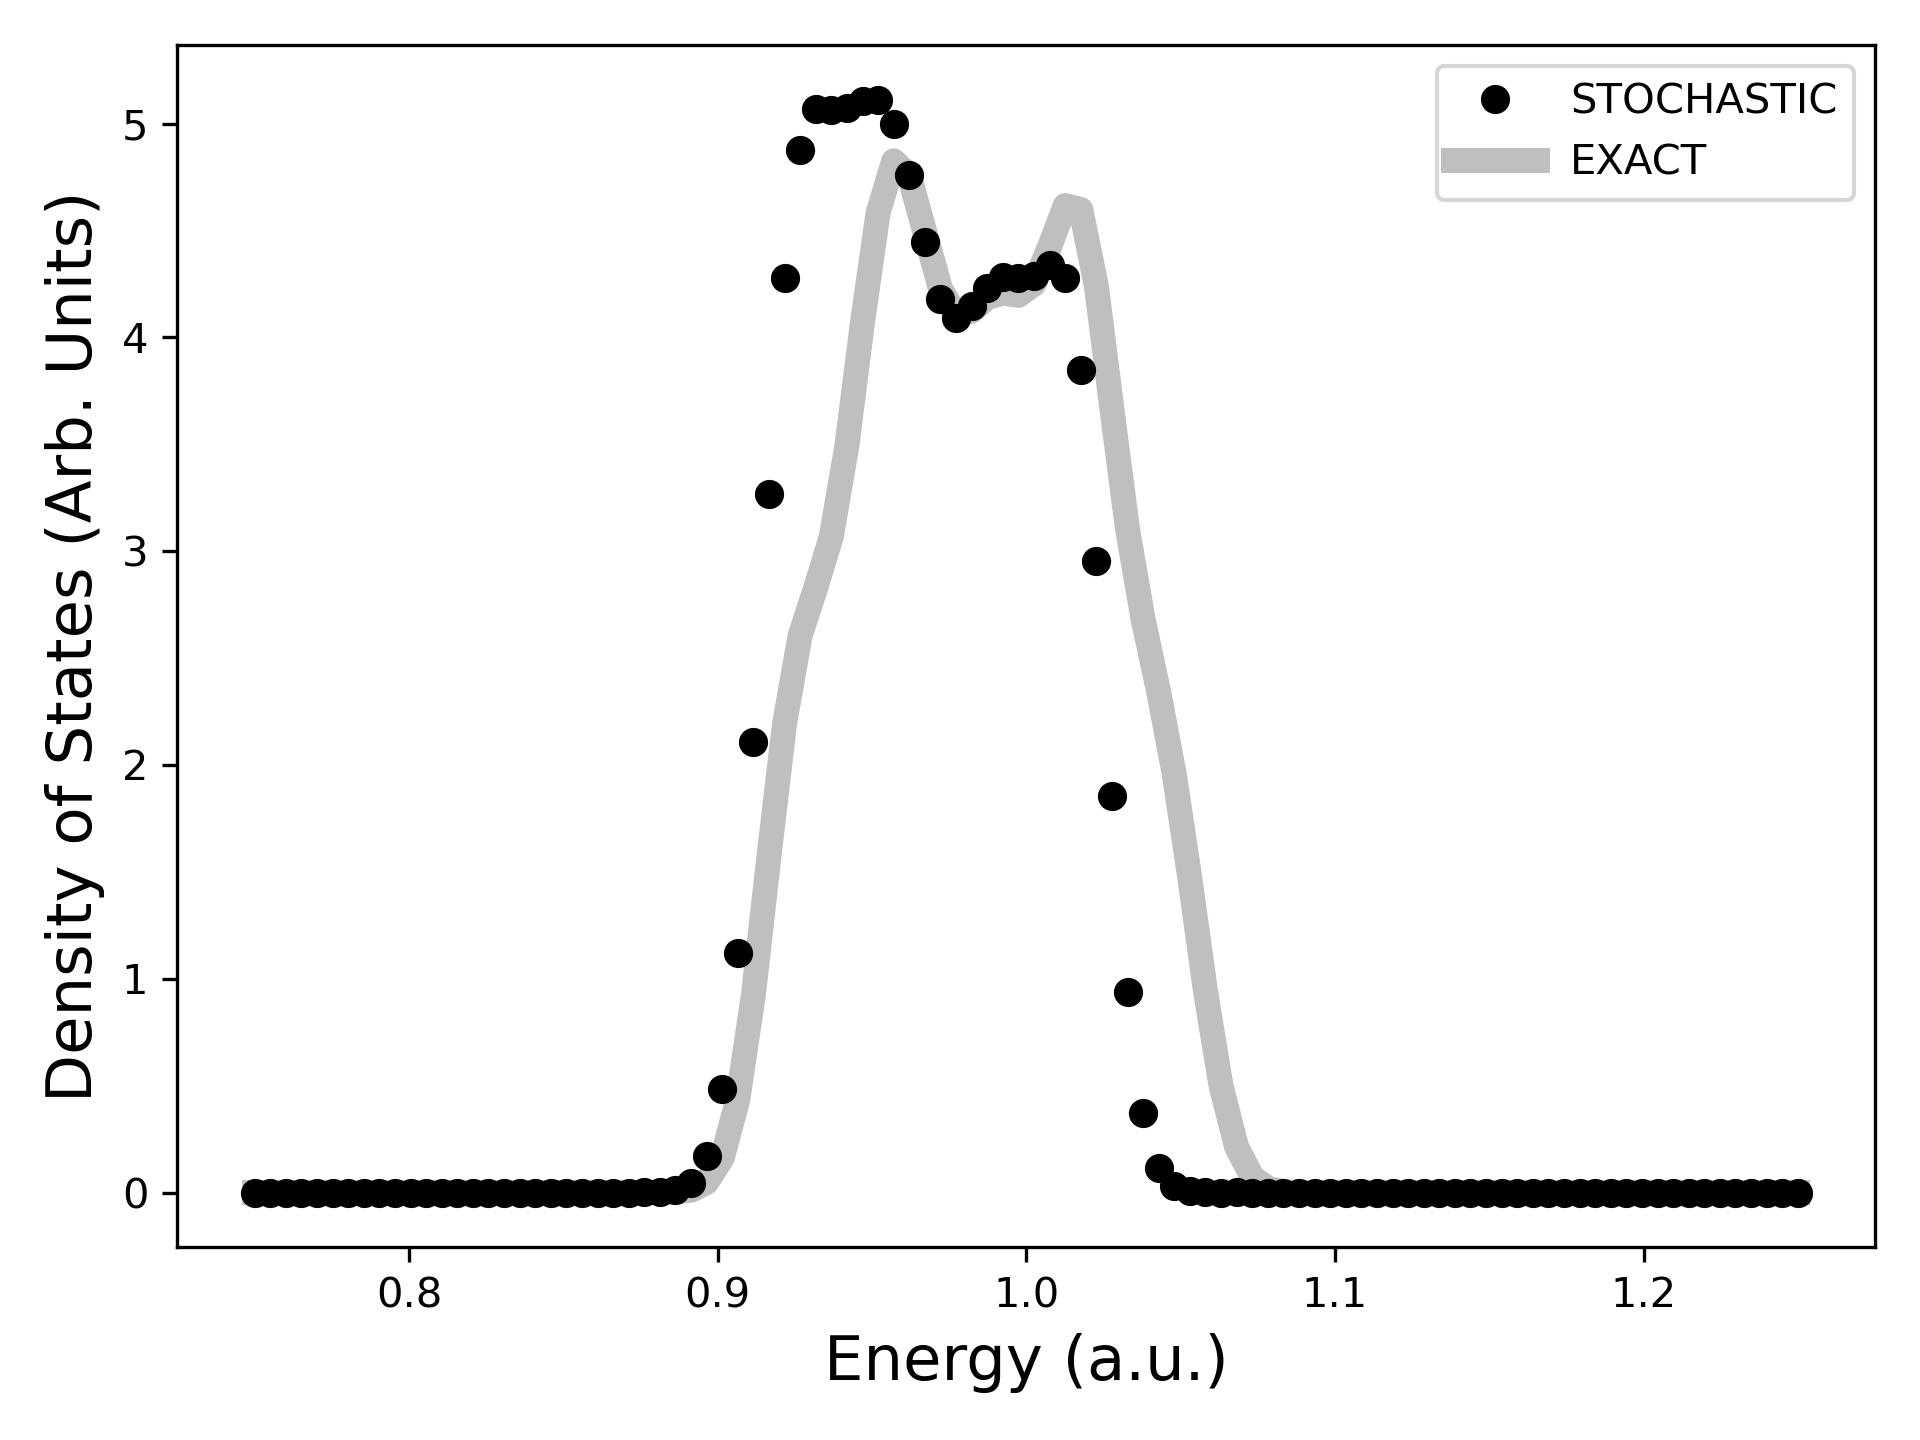 STOCHASTIC
EXACT
Density of States (Arb. Units)
5
4
3
2
1
0
0.8
0.9
1.0
1.1
1.2
Energy (a.u.)